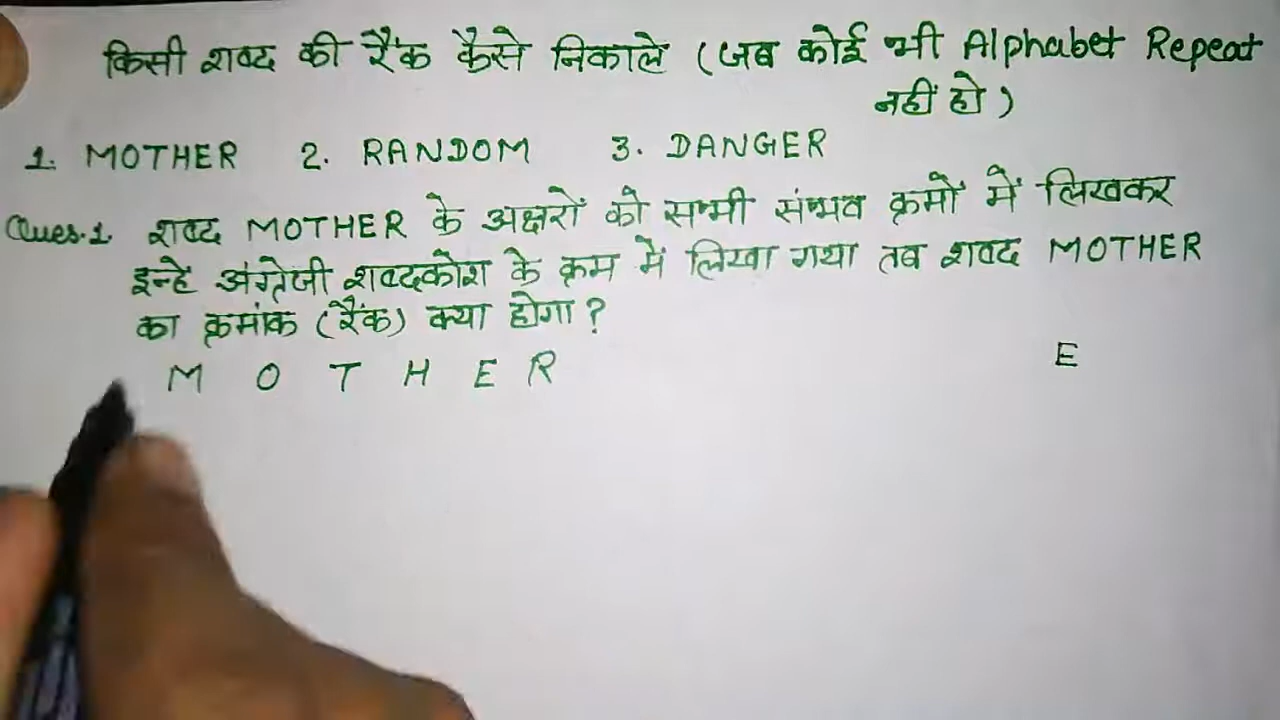 किसी शब्द की रैंक कैसे निकाले (जब कोई भी Alphabet Repeat
नहीं हो)
1. MOTHER 2. RANDOM 3. DANGER
Ques.1. शब्द MOTHER के अक्षरों को सभी संभव क्रमों में लिखकर
इन्हे अंग्रेजी शब्दकोश के क्रम में लिखा गया तब शब्द MOTHER
का क्रमांक (रैंक) क्या होगा?
M O T H E R E